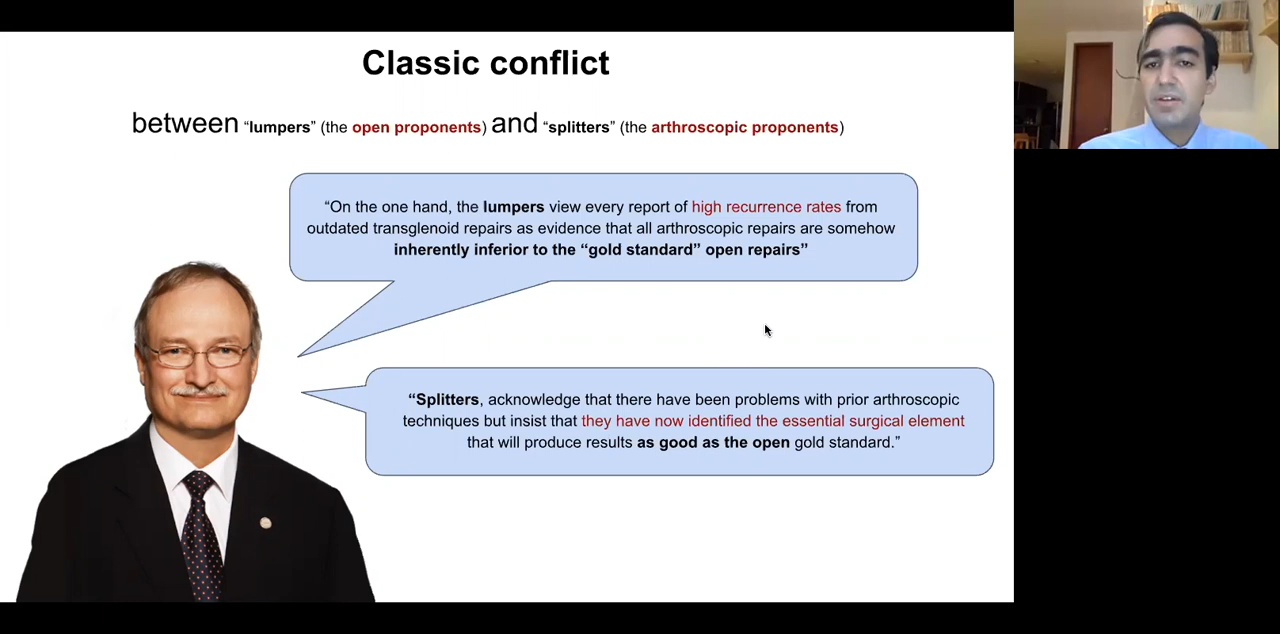 Classic conflict
between “lumpers” (the open proponents) and “splitters” (the arthroscopic proponents)
“On the one hand, the lumpers view every report of high recurrence rates from
outdated transglenoid repairs as evidence that all arthroscopic repairs are somehow
inherently inferior to the “gold standard” open repairs”
“Splitters, acknowledge that there have been problems with prior arthroscopic
techniques but insist that they have now identified the essential surgical element
that will produce results as good as the open gold standard.”